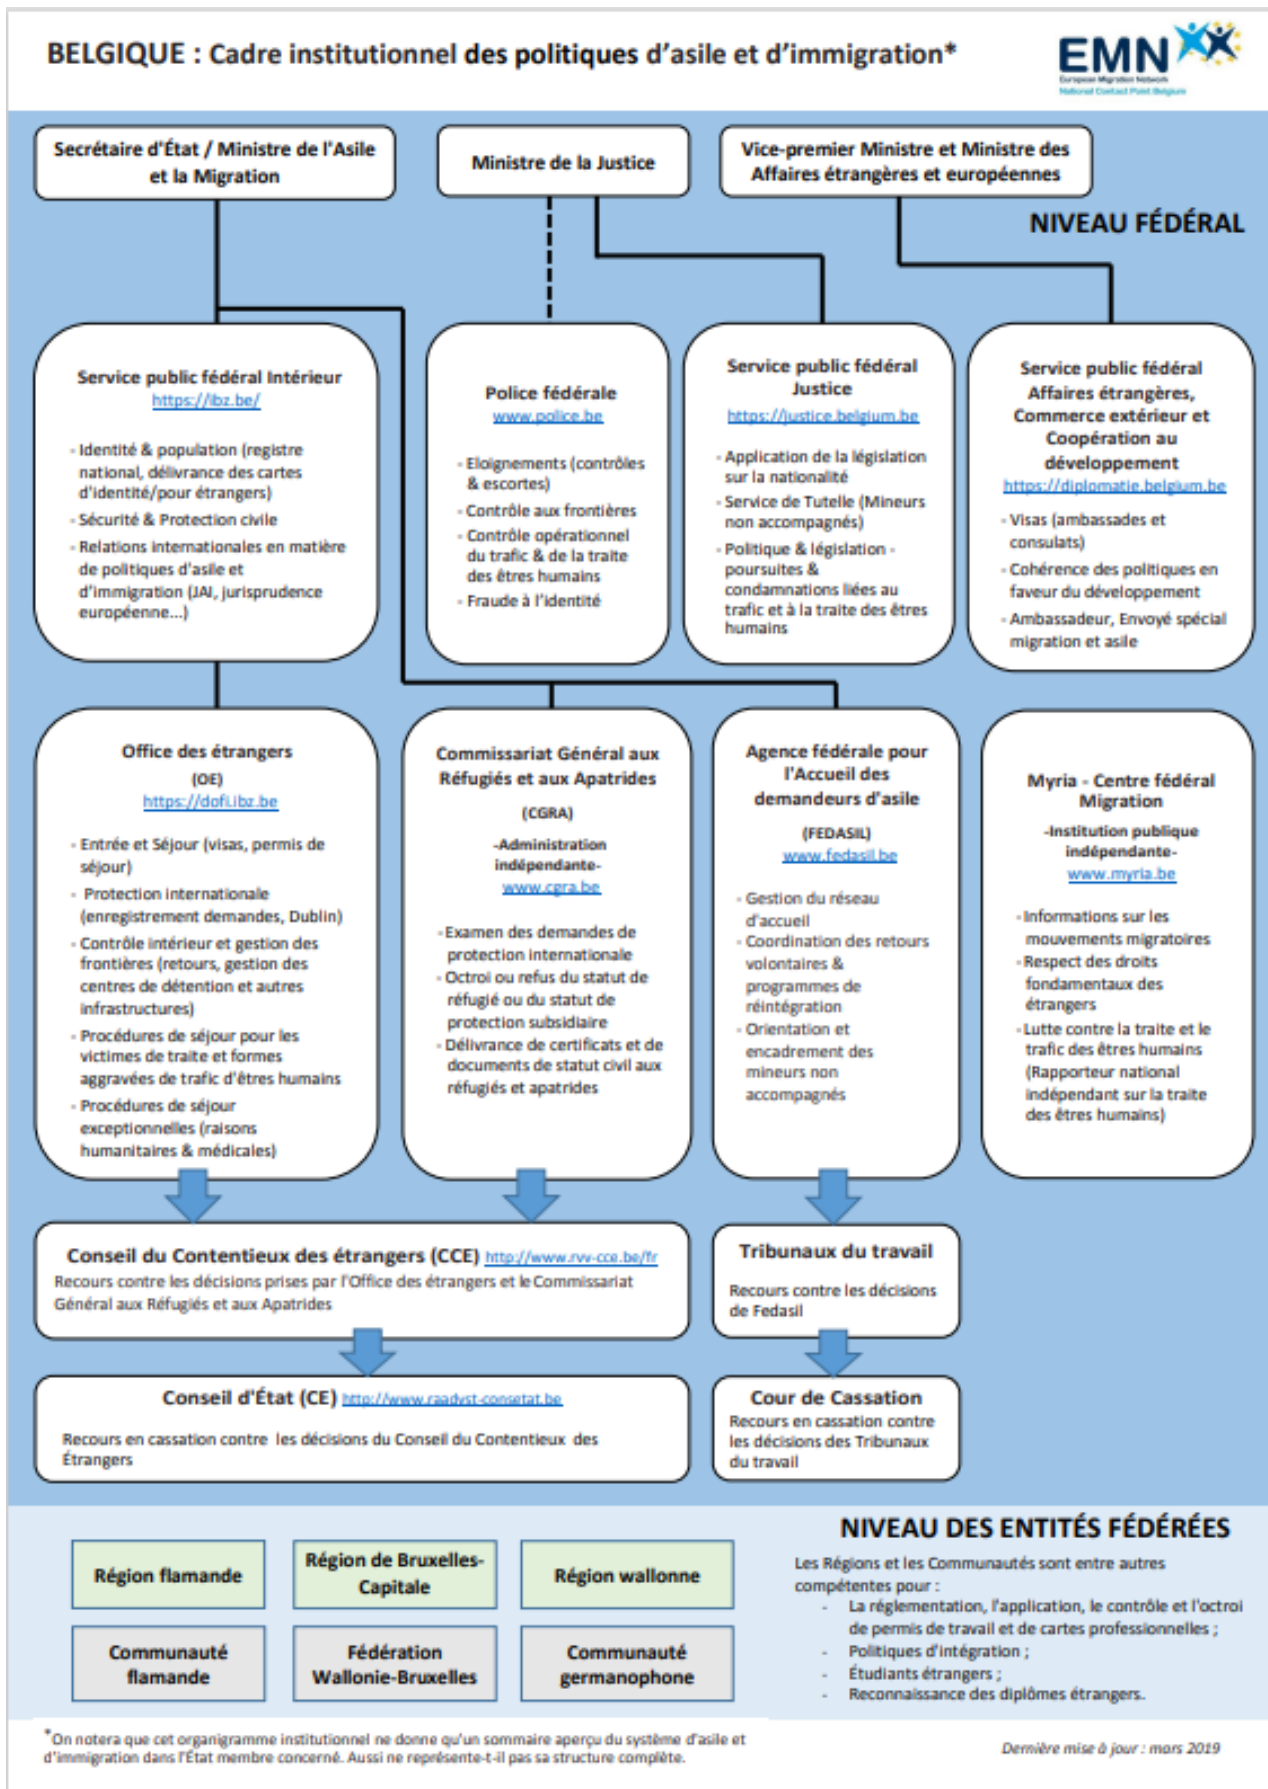 BELGIQUE : Cadre institutionnel des politiques d'asile et d'immigration*
EMN
European Migration Network
National Contact Point Belgium
Secrétaire d'État / Ministre de l'Asile
et la Migration
Ministre de la Justice
Vice-premier Ministre et Ministre des
Affaires étrangères et européennes
NIVEAU FÉDÉRAL
Service public fédéral Intérieur
https://ibz.be/
- Identité & population (registre
national, délivrance des cartes
d'identité/pour étrangers)
- Sécurité & Protection civile
- Relations internationales en matière
de politiques d'asile et
d'immigration (JAI, jurisprudence
européenne...)
Police fédérale
www.police.be
- Eloignements (contrôles
& escortes)
- Contrôle aux frontières
- Contrôle opérationnel
du trafic & de la traite
des êtres humains
- Fraude à l'identité
Service public fédéral
Justice
https://justice.belgium.be
- Application de la législation
sur la nationalité
- Service de Tutelle (Mineurs
non accompagnés)
- Politique & législation -
poursuites &
condamnations liées au
trafic et à la traite des êtres
humains
Service public fédéral
Affaires étrangères,
Commerce extérieur et
Coopération au
développement
https://diplomatie.belgium.be
- Visas (ambassades et
consulats)
- Cohérence des politiques en
faveur du développement
- Ambassadeur, Envoyé spécial
migration et asile
Office des étrangers
(OE)
https://dofi.ibz.be
- Entrée et Séjour (visas, permis de
séjour)
- Protection internationale
(enregistrement demandes, Dublin)
- Contrôle intérieur et gestion des
frontières (retours, gestion des
centres de détention et autres
infrastructures)
- Procédures de séjour pour les
victimes de traite et formes
aggravées de trafic d'êtres humains
- Procédures de séjour
exceptionnelles (raisons
humanitaires & médicales)
Commissariat Général aux
Réfugiés et aux Apatrides
(CGRA)
-Administration
indépendante-
www.cgra.be
- Examen des demandes de
protection internationale
- Octroi ou refus du statut de
réfugié ou du statut de
protection subsidiaire
- Délivrance de certificats et de
documents de statut civil aux
réfugiés et apatrides
Agence fédérale pour
l'Accueil des
demandeurs d'asile
(FEDASIL)
www.fedasil.be
- Gestion du réseau
d'accueil
- Coordination des retours
volontaires &
programmes de
réintégration
- Orientation et
encadrement des
mineurs non
accompagnés
Myria - Centre fédéral
Migration
-Institution publique
indépendante-
www.myria.be
- Informations sur les
mouvements migratoires
- Respect des droits
fondamentaux des
étrangers
- Lutte contre la traite et le
trafic des êtres humains
(Rapporteur national
indépendant sur la traite
des êtres humains)
Conseil du Contentieux des étrangers (CCE) http://www.rvv-cce.be/fr
Recours contre les décisions prises par l'Office des étrangers et le Commissariat
Général aux Réfugiés et aux Apatrides
Tribunaux du travail
Recours contre les décisions
de Fedasil
Conseil d'État (CE) http://www.raadvst-consetat.be
Recours en cassation contre les décisions du Conseil du Contentieux des
Étrangers
Cour de Cassation
Recours en cassation contre
les décisions des Tribunaux
du travail
NIVEAU DES ENTITÉS FÉDÉRÉES
Région flamande
Région de Bruxelles-
Capitale
Région wallonne
Communauté
flamande
Fédération
Wallonie-Bruxelles
Communauté
germanophone
Les Régions et les Communautés sont entre autres
compétentes pour :
- La réglementation, l'application, le contrôle et l'octroi
de permis de travail et de cartes professionnelles ;
- Politiques d'intégration ;
- Étudiants étrangers ;
- Reconnaissance des diplômes étrangers.
*On notera que cet organigramme institutionnel ne donne qu'un sommaire aperçu du système d'asile et
d'immigration dans l'État membre concerné. Aussi ne représente-t-il pas sa structure complète.
Dernière mise à jour : mars 2019